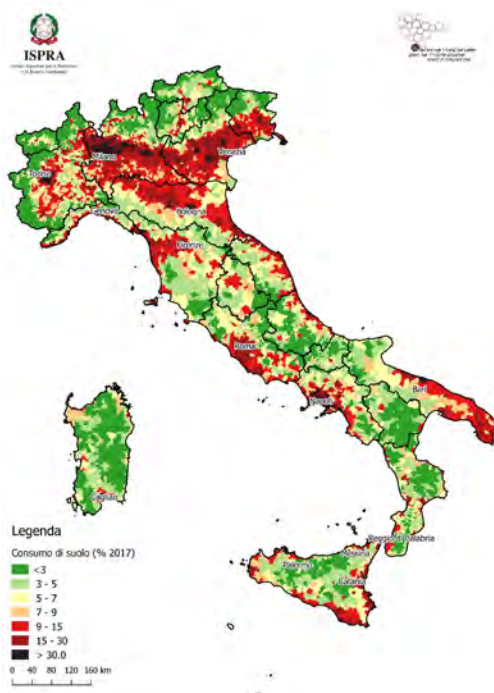 ISPRA
Milano
Venezia
Torino
Genova
Bologna
Firenze
Roma
Bari
Napoli
Cagliari
Reggio di Calabria
Messina
Palermo
Catania
Legenda
Consumo di suolo (% 2017)
<3
3 - 5
5 - 7
7 - 9
9 - 15
15 - 30
> 30.0
0 40 80 120 160 km